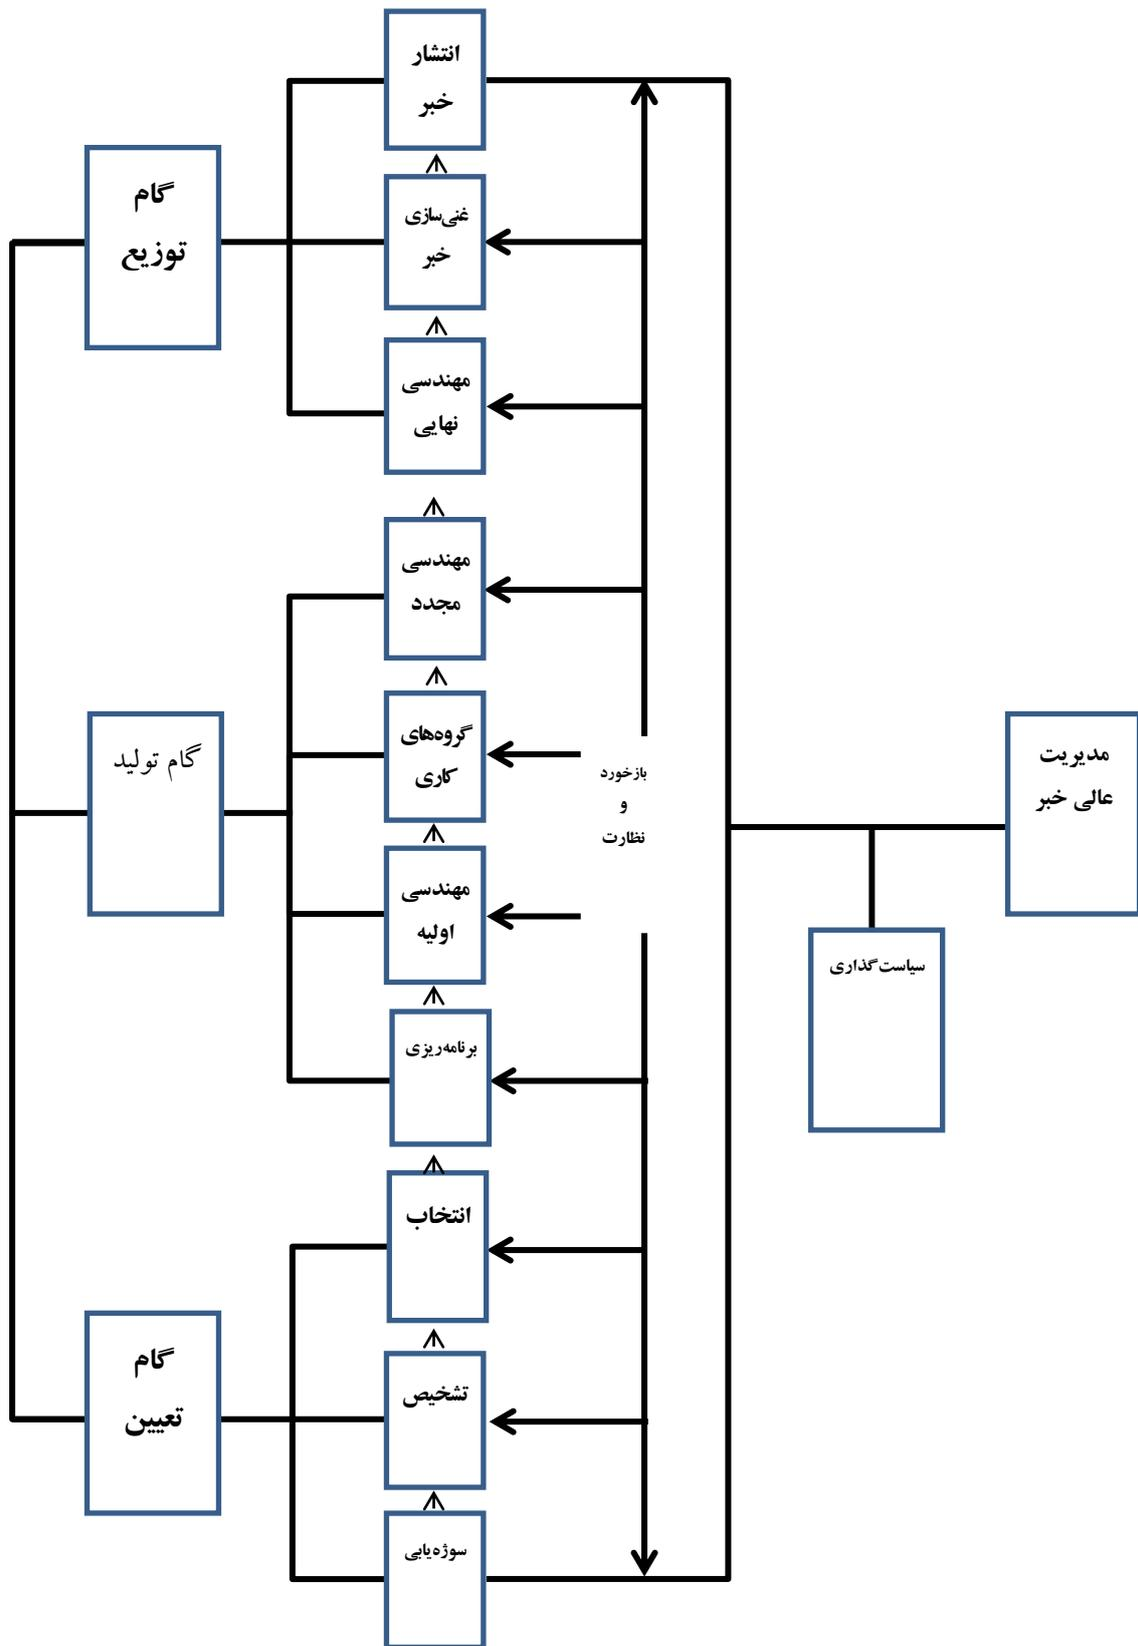 انتشار
خبر
گام
توزیع
غنی‌سازی
خبر
مهندسی
نهایی
مهندسی
مجدد
گام تولید
گروه‌های
کاری
بازخورد
و
نظارت
مدیریت
عالی خبر
مهندسی
اولیه
سیاست‌گذاری
برنامه‌ریزی
انتخاب
گام
تعیین
تشخیص
سوژه‌یابی